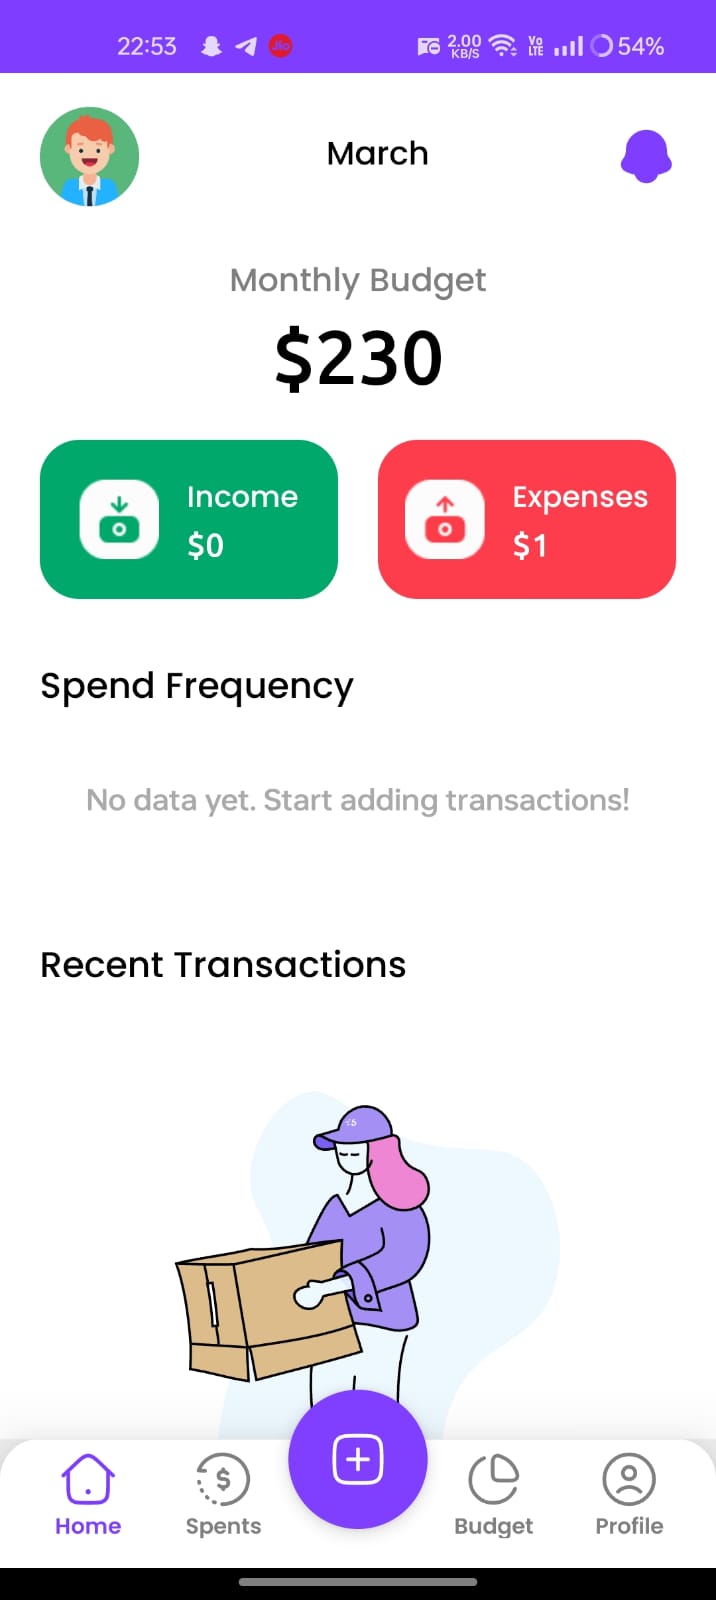 22:53 Jio 2.00 KB/S Vo LTE 54%
March
Monthly Budget
$230
Income
$0
Expenses
$1
Spend Frequency
No data yet. Start adding transactions!
Recent Transactions
Home
Spents
Budget
Profile